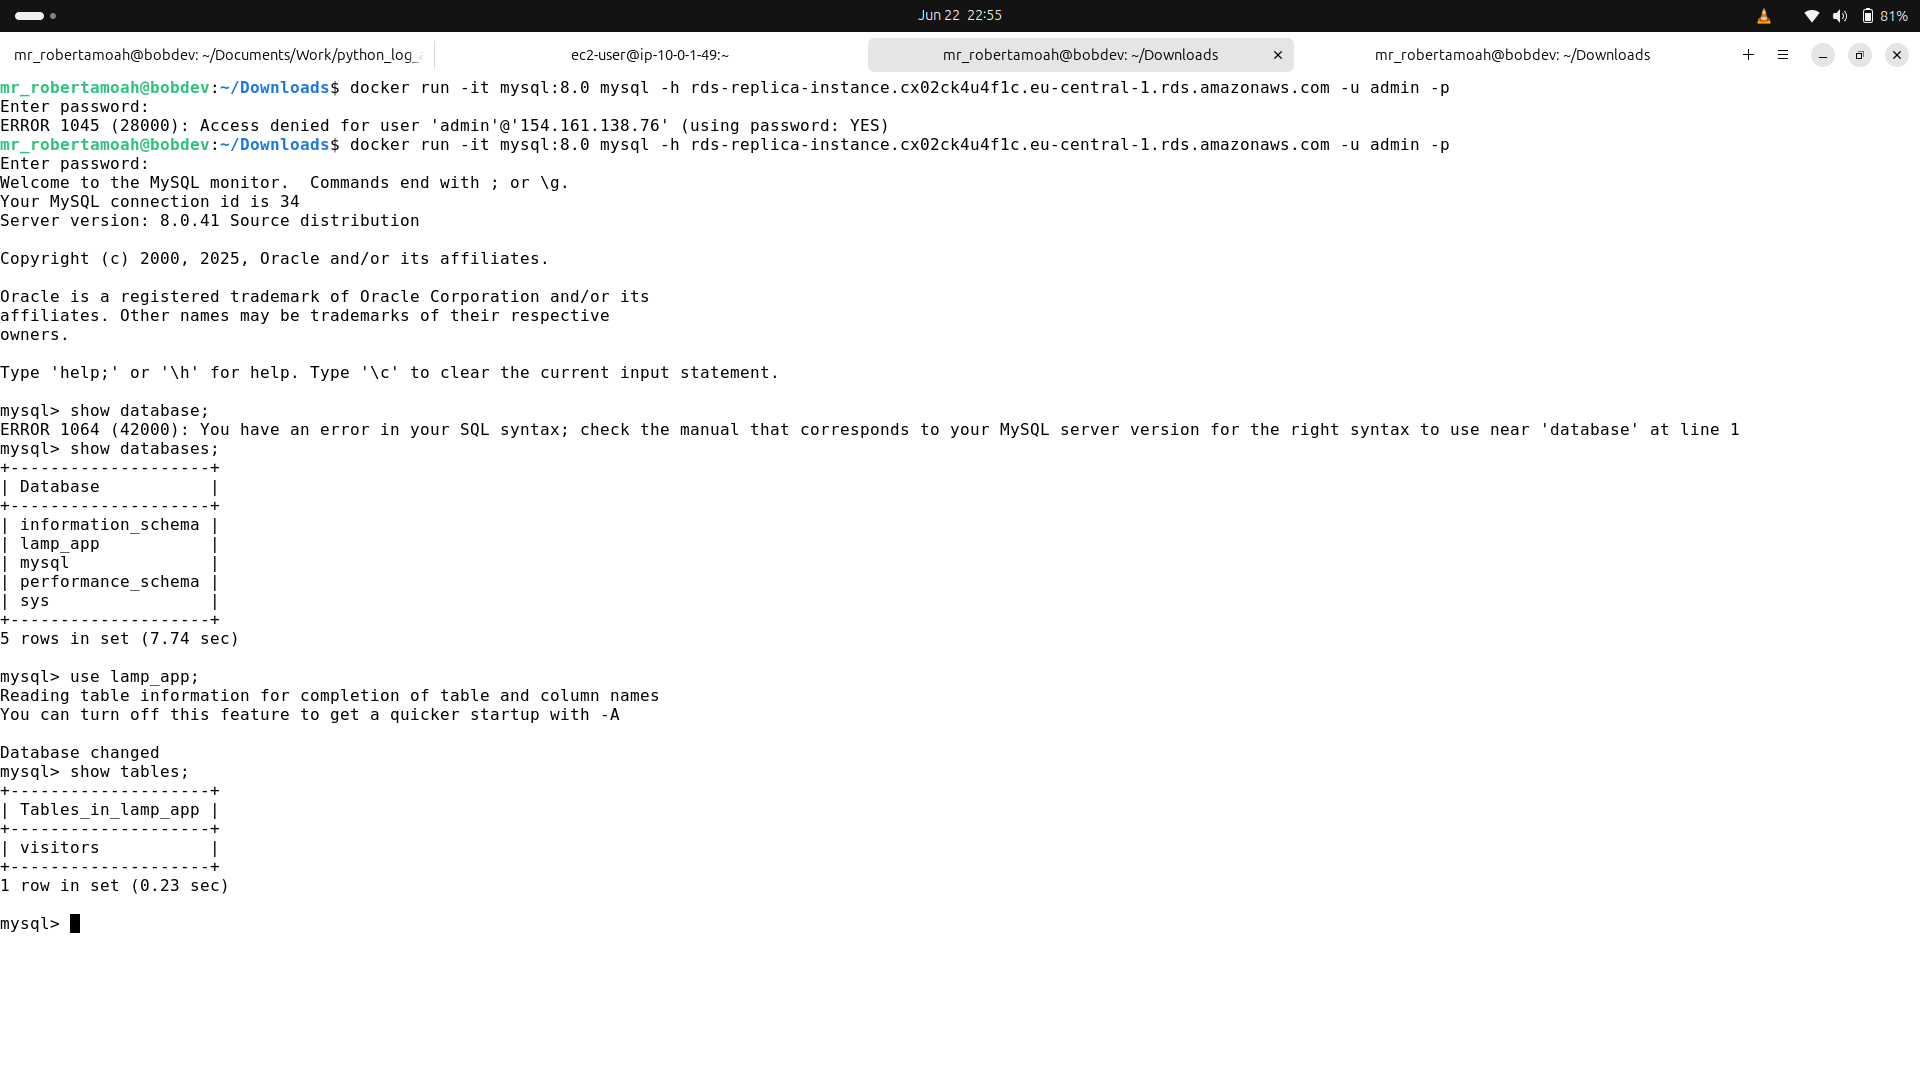 Jun 22 22:55
81%
mr_robertamoah@bobdev: ~/Documents/Work/python_log_
ec2-user@ip-10-0-1-49:~
mr_robertamoah@bobdev: ~/Downloads
mr_robertamoah@bobdev: ~/Downloads
mr_robertamoah@bobdev:~/Downloads$ docker run -it mysql:8.0 mysql -h rds-replica-instance.cx02ck4u4f1c.eu-central-1.rds.amazonaws.com -u admin -p
Enter password:
ERROR 1045 (28000): Access denied for user 'admin'@'154.161.138.76' (using password: YES)
mr_robertamoah@bobdev:~/Downloads$ docker run -it mysql:8.0 mysql -h rds-replica-instance.cx02ck4u4f1c.eu-central-1.rds.amazonaws.com -u admin -p
Enter password:
Welcome to the MySQL monitor.  Commands end with ; or \g.
Your MySQL connection id is 34
Server version: 8.0.41 Source distribution
Copyright (c) 2000, 2025, Oracle and/or its affiliates.
Oracle is a registered trademark of Oracle Corporation and/or its
affiliates. Other names may be trademarks of their respective
owners.
Type 'help;' or '\h' for help. Type '\c' to clear the current input statement.
mysql> show database;
ERROR 1064 (42000): You have an error in your SQL syntax; check the manual that corresponds to your MySQL server version for the right syntax to use near 'database' at line 1
mysql> show databases;
+--------------------+
| Database           |
+--------------------+
| information_schema |
| lamp_app           |
| mysql              |
| performance_schema |
| sys                |
+--------------------+
5 rows in set (7.74 sec)
mysql> use lamp_app;
Reading table information for completion of table and column names
You can turn off this feature to get a quicker startup with -A
Database changed
mysql> show tables;
+--------------------+
| Tables_in_lamp_app |
+--------------------+
| visitors           |
+--------------------+
1 row in set (0.23 sec)
mysql>